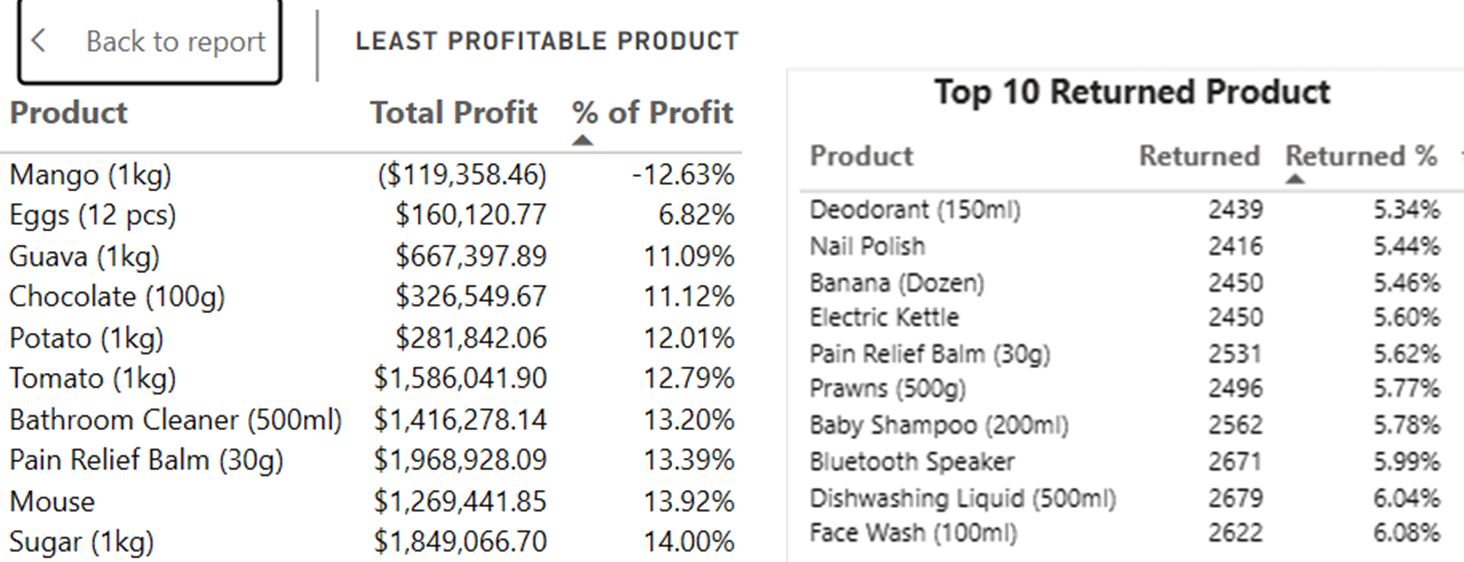 Back to report
LEAST PROFITABLE PRODUCT
Product Total Profit % of Profit
Mango (1kg) ($119,358.46) -12.63%
Eggs (12 pcs) $160,120.77 6.82%
Guava (1kg) $667,397.89 11.09%
Chocolate (100g) $326,549.67 11.12%
Potato (1kg) $281,842.06 12.01%
Tomato (1kg) $1,586,041.90 12.79%
Bathroom Cleaner (500ml) $1,416,278.14 13.20%
Pain Relief Balm (30g) $1,968,928.09 13.39%
Mouse $1,269,441.85 13.92%
Sugar (1kg) $1,849,066.70 14.00%
Top 10 Returned Product
Product Returned Returned %
Deodorant (150ml) 2439 5.34%
Nail Polish 2416 5.44%
Banana (Dozen) 2450 5.46%
Electric Kettle 2450 5.60%
Pain Relief Balm (30g) 2531 5.62%
Prawns (500g) 2496 5.77%
Baby Shampoo (200ml) 2562 5.78%
Bluetooth Speaker 2671 5.99%
Dishwashing Liquid (500ml) 2679 6.04%
Face Wash (100ml) 2622 6.08%